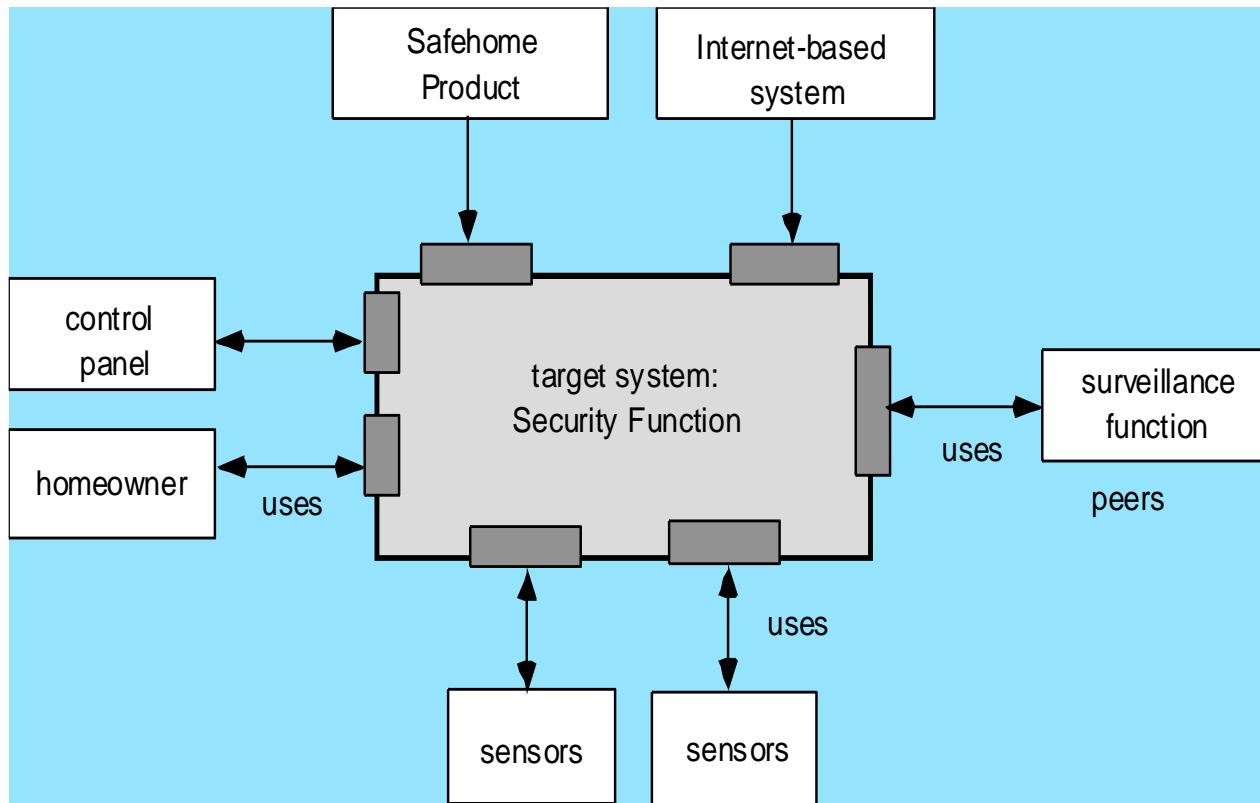 Safehome
Product
Internet-based
system
control
panel
target system:
Security Function
surveillance
function
uses
homeowner
uses
peers
uses
sensors
sensors